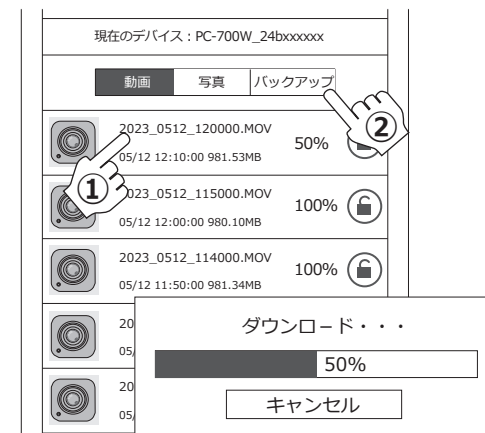 現在のデバイス：PC-700W_24bxxxxxx
動画 写真 バックアップ
2023_0512_120000.MOV
50%
05/12 12:10:00 981.53MB
②
①
2023_0512_115000.MOV
100%
05/12 12:00:00 980.10MB
2023_0512_114000.MOV
100%
05/12 11:50:00 981.34MB
20
05/
20
05/
ダウンロード・・・
50%
キャンセル